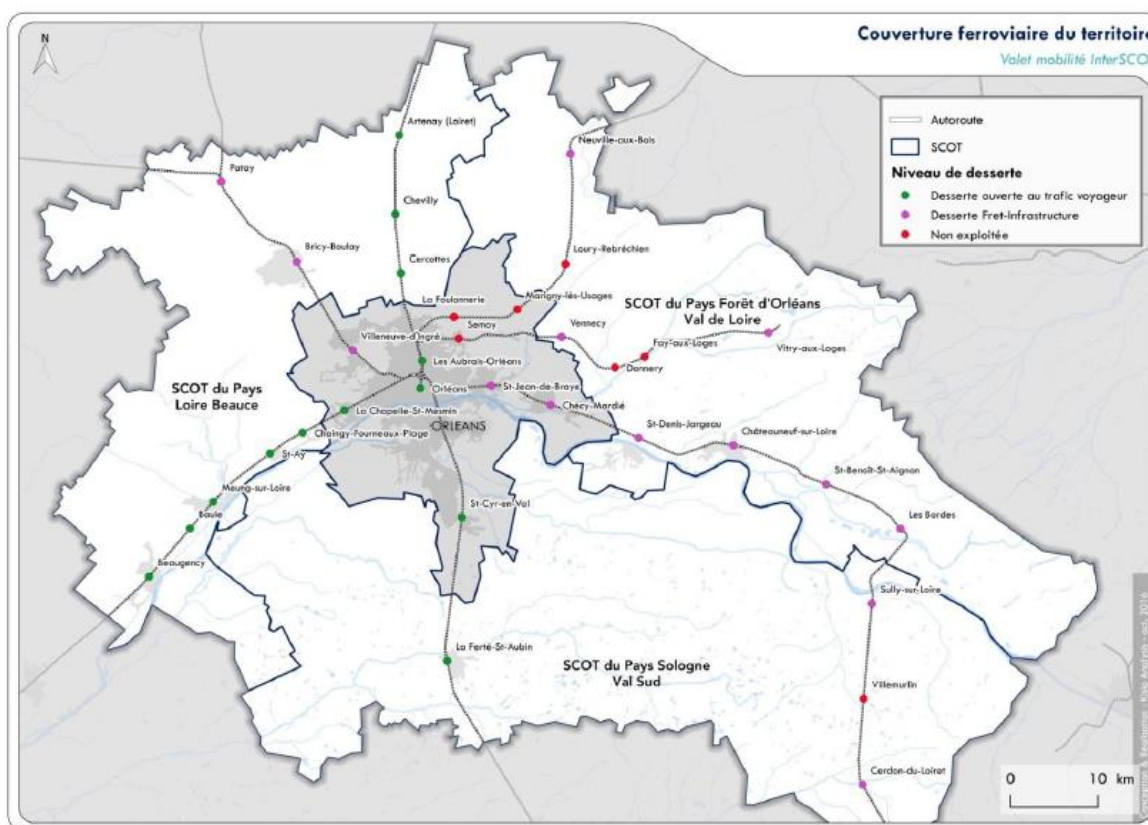 Couverture ferroviaire du territoire
Volet mobilité InterSCO
N
Autoroute
SCOT
Niveau de desserte
Desserte ouverte au trafic voyageur
Desserte Fret-Infrastructure
Non exploitée
Artenay (Loiret)
Neuville-aux-Bois
Patay
Chevilly
Bricy-Boulay
Loury-Rebréchien
Cercottes
La Foulonnerie
Marigny-lès-Usages
SCOT du Pays Forêt d'Orléans
Val de Loire
Semoy
Vennecy
Villeneuve-d'Ingré
Fay-aux-Loges
Vitry-aux-Loges
Les Aubrais-Orléans
Donnery
SCOT du Pays
Loire Beauce
Orléans
St-Jean-de-Braye
La Chapelle-St-Mesmin
Chécy-Mardié
ORLEANS
Chaingy-Fourneaux-Plage
St-Denis-Jargeau
Châteauneuf-sur-Loire
St-Ay
St-Benoît-St-Aignan
Meung-sur-Loire
St-Cyr-en-Val
Baule
Les Bordes
Beaugency
Sully-sur-Loire
La Ferté-St-Aubin
SCOT du Pays Sologne
Val Sud
Villemurlin
Cerdon-du-Loiret
0 10 km